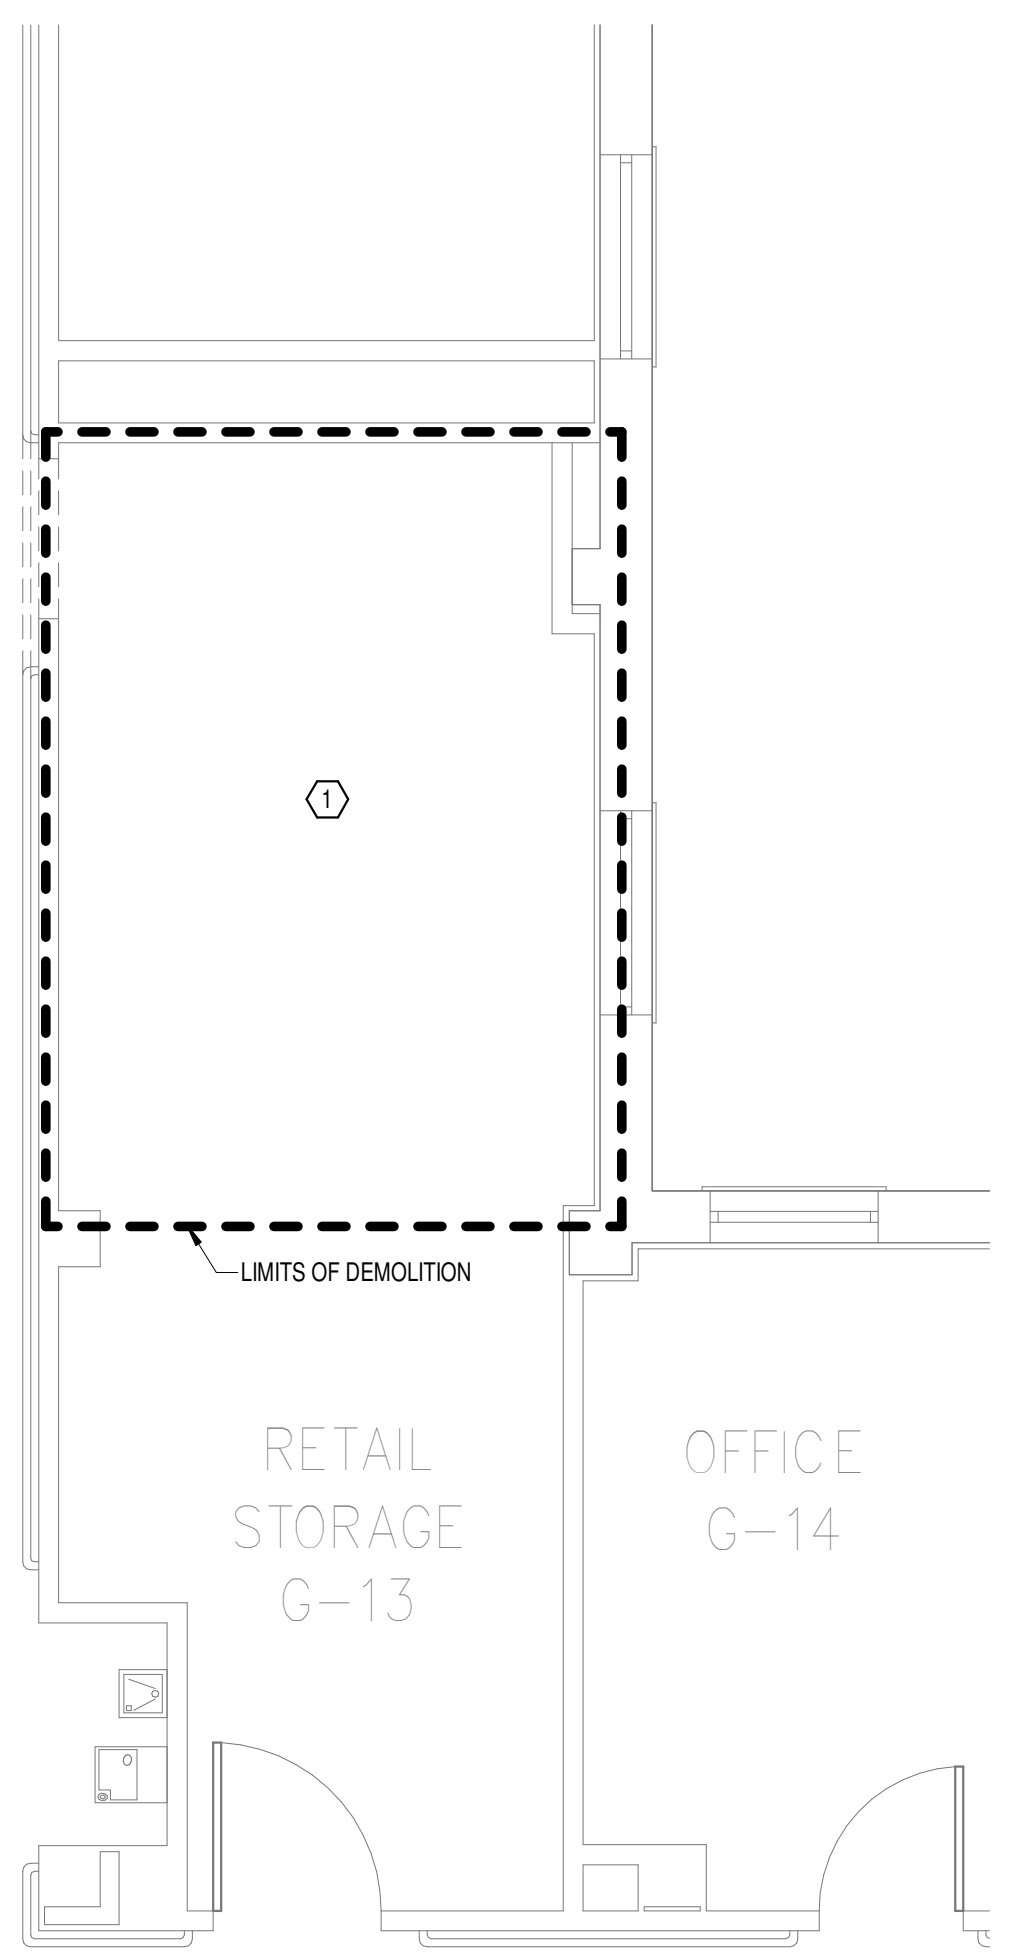 1
LIMITS OF DEMOLITION
RETAIL
STORAGE
G-13
OFFICE
G-14